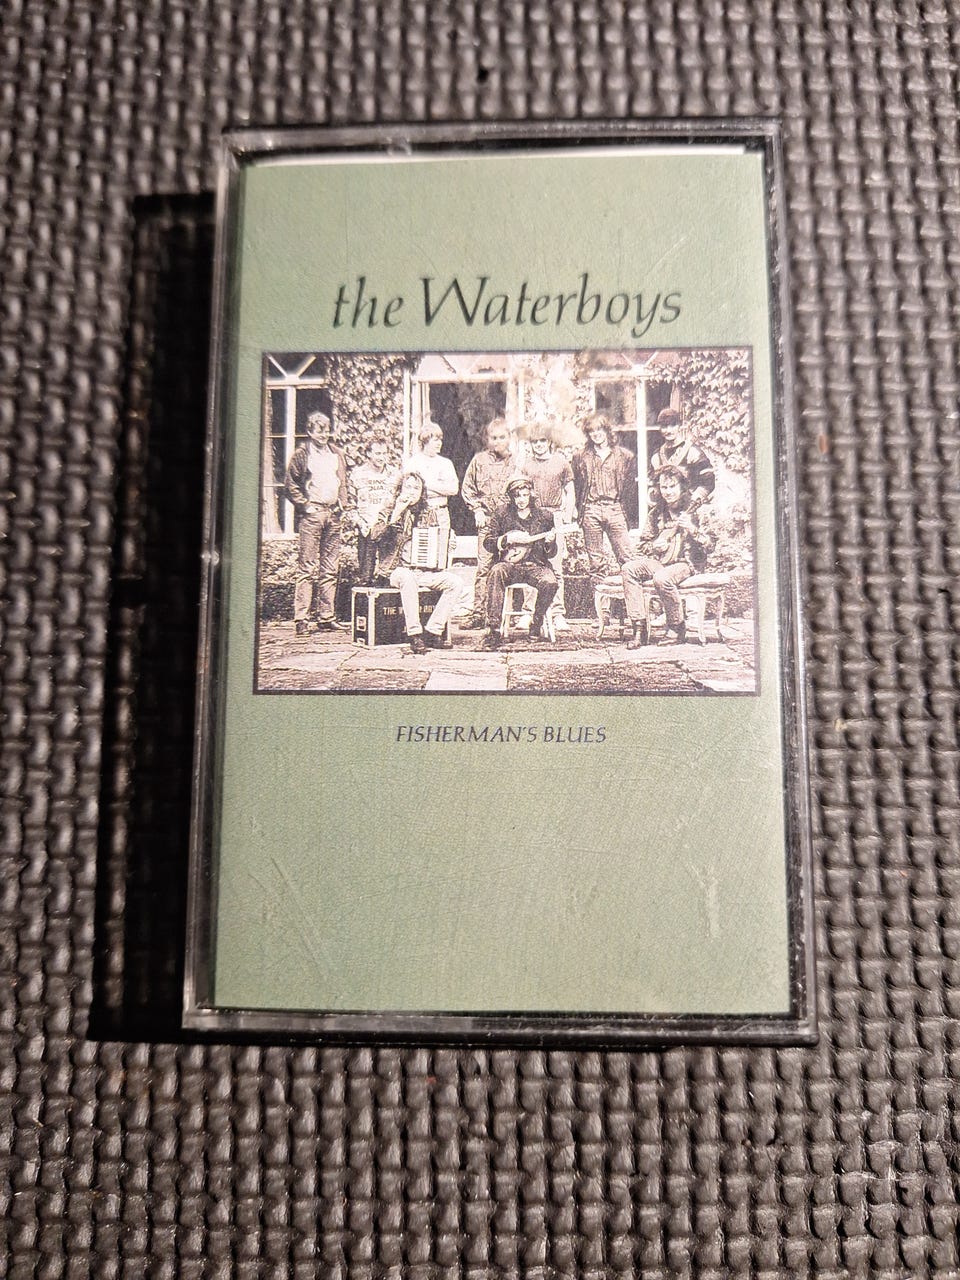 the Waterboys
FISHERMAN'S BLUES